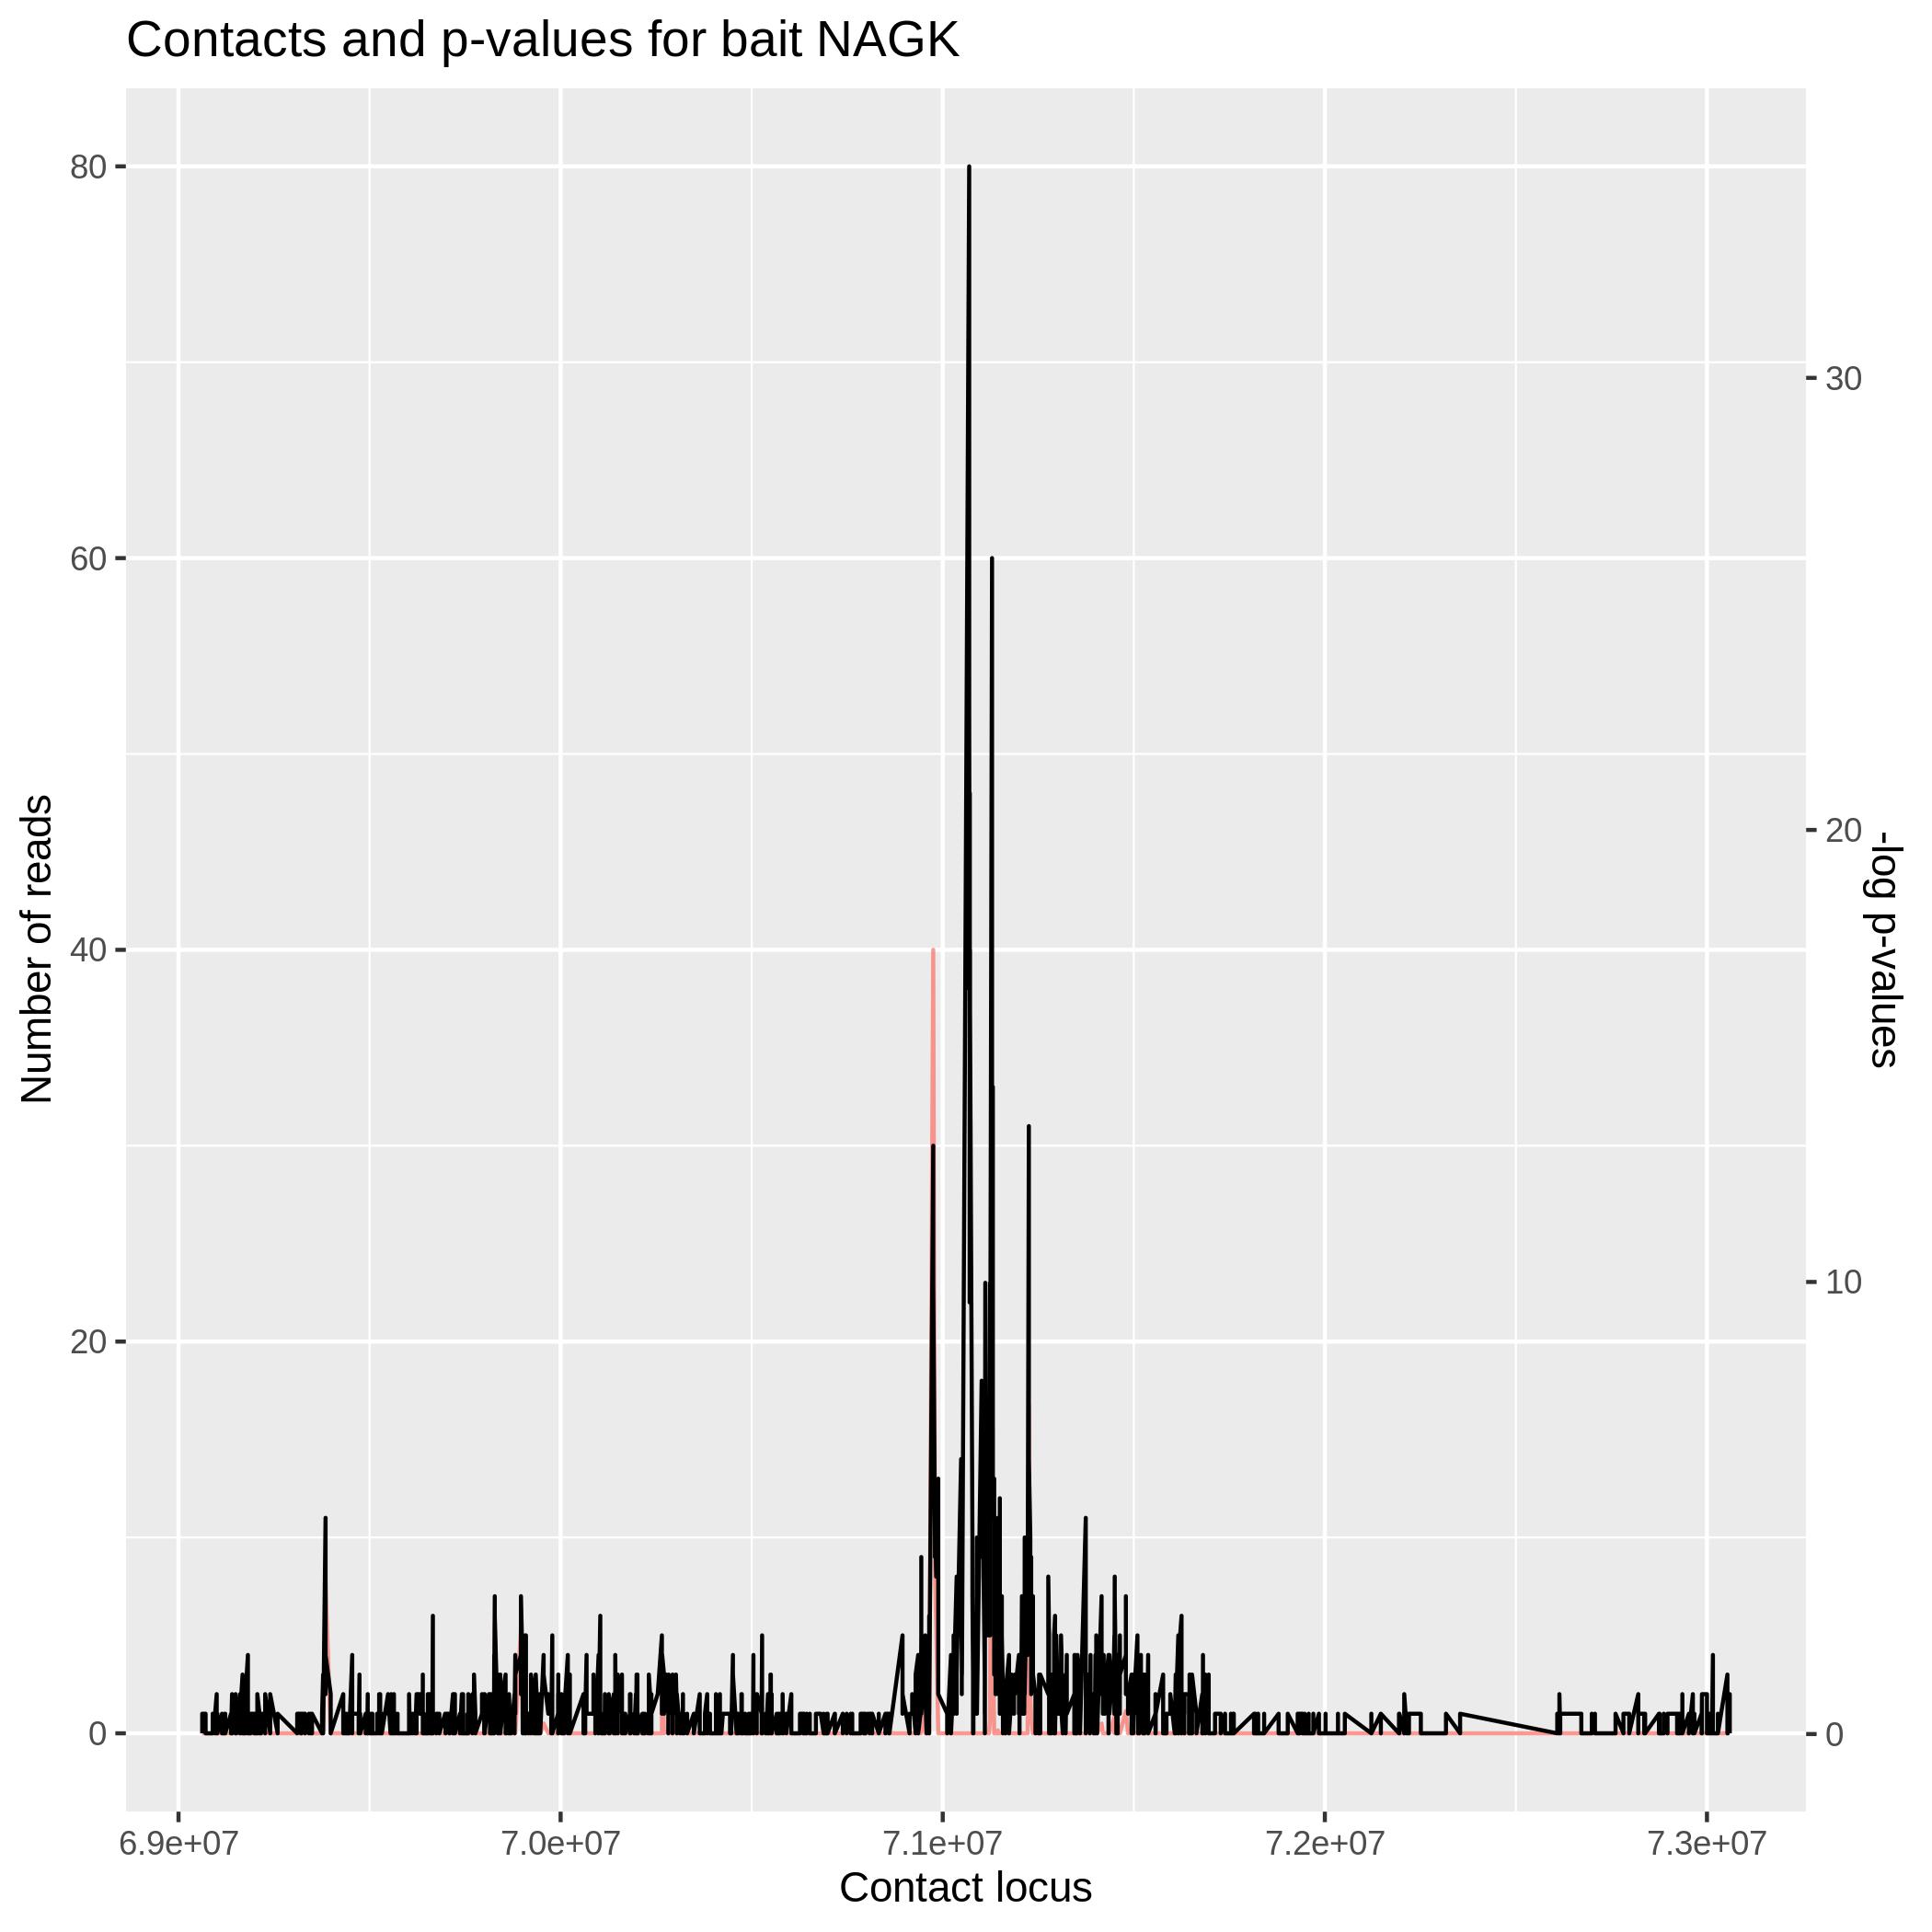 Contacts and p-values for bait NAGK
80
60
40
20
0
Number of reads
30
20
10
0
-log p-values
6.9e+07
7.0e+07
7.1e+07
7.2e+07
7.3e+07
Contact locus